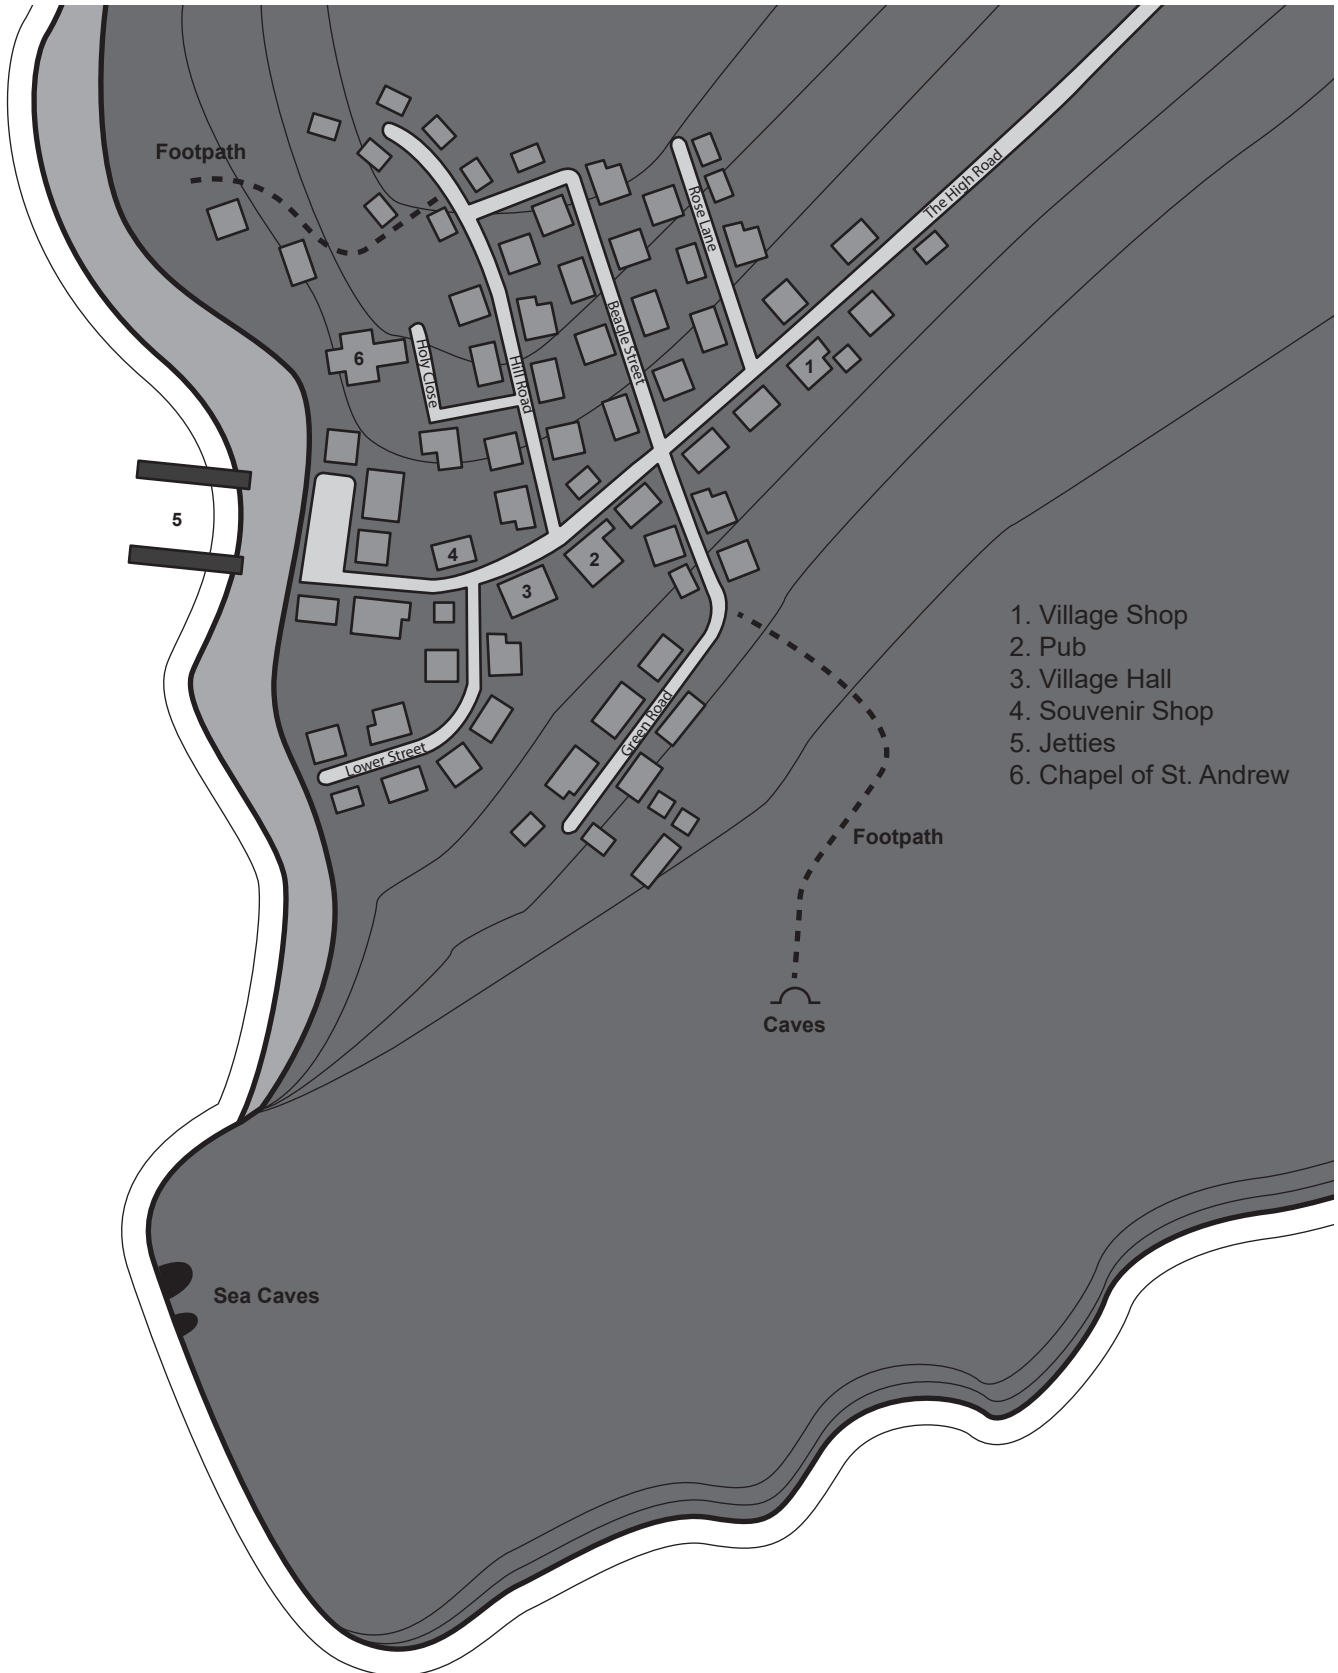 Footpath
The High Road
Rose Lane
Beagle Street
Hill Road
Holy Close
6
1
5
4
2
3
1. Village Shop
2. Pub
3. Village Hall
4. Souvenir Shop
5. Jetties
6. Chapel of St. Andrew
Green Road
Lower Street
Footpath
Caves
Sea Caves